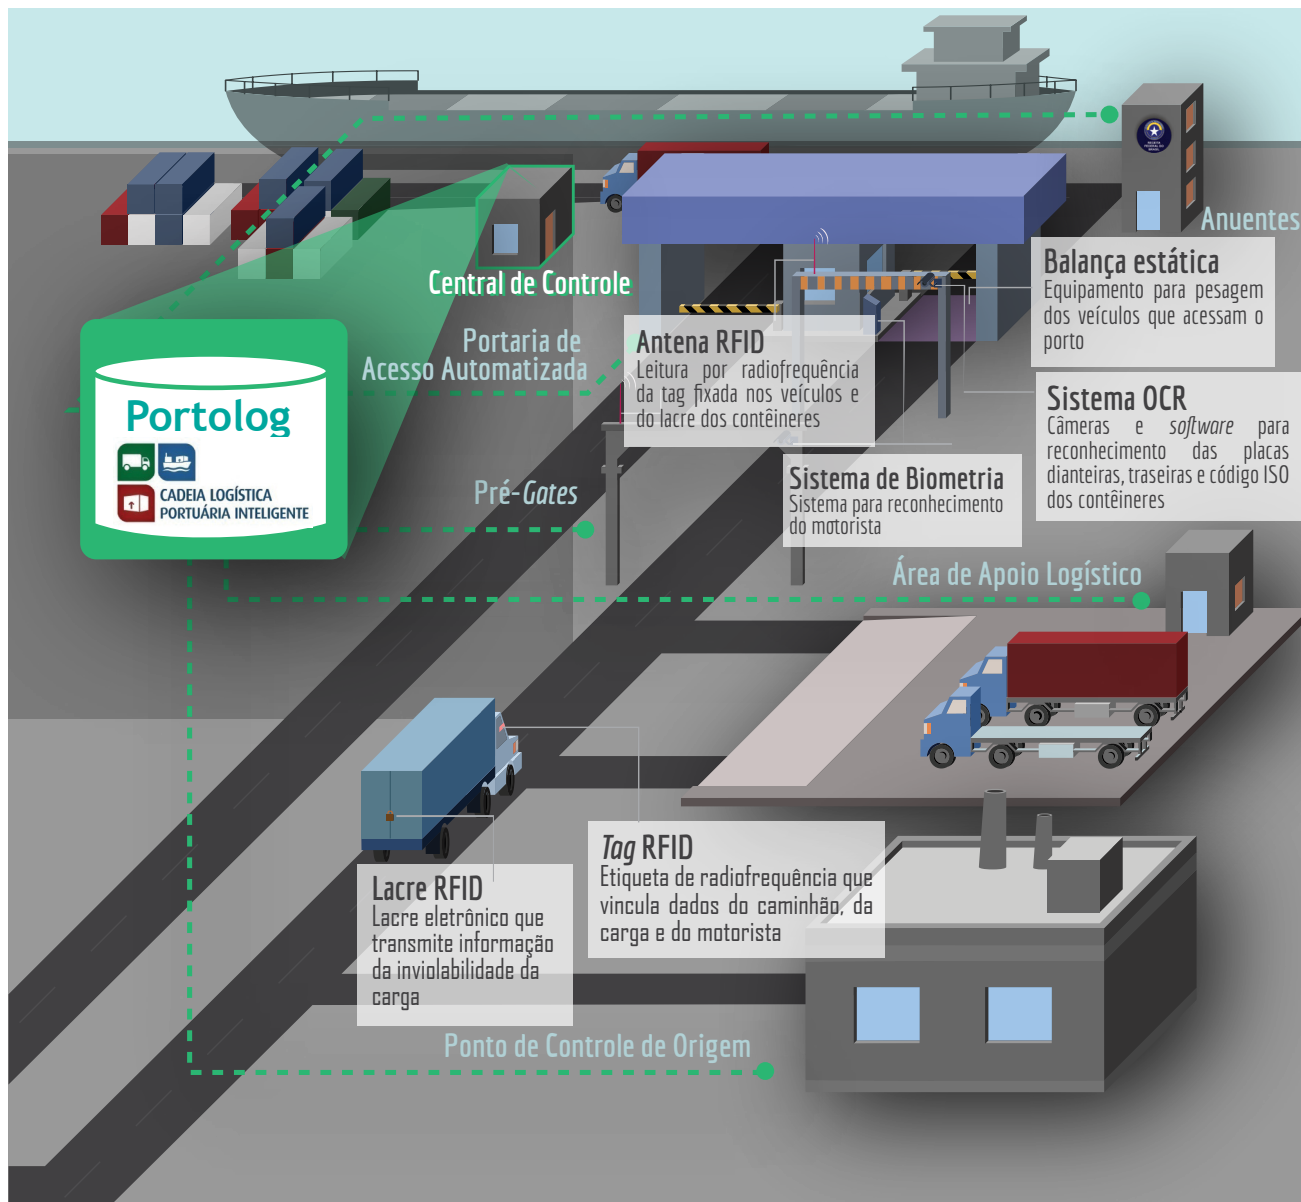 Anuentes
Balança estática
Equipamento para pesagem
dos veículos que acessam o
porto
Central de Controle
Portaria de
Acesso Automatizada
Antena RFID
Leitura por radiofrequência
da tag fixada nos veículos e
do lacre dos contêineres
Sistema OCR
Câmeras e software para
reconhecimento das placas
dianteiras, traseiras e código ISO
dos contêineres
Portolog
CADEIA LOGÍSTICA
PORTUÁRIA INTELIGENTE
Pré-Gates
Sistema de Biometria
Sistema para reconhecimento
do motorista
Área de Apoio Logístico
Tag RFID
Etiqueta de radiofrequência que
vincula dados do caminhão, da
carga e do motorista
Lacre RFID
Lacre eletrônico que
transmite informação
da inviolabilidade da
carga
Ponto de Controle de Origem